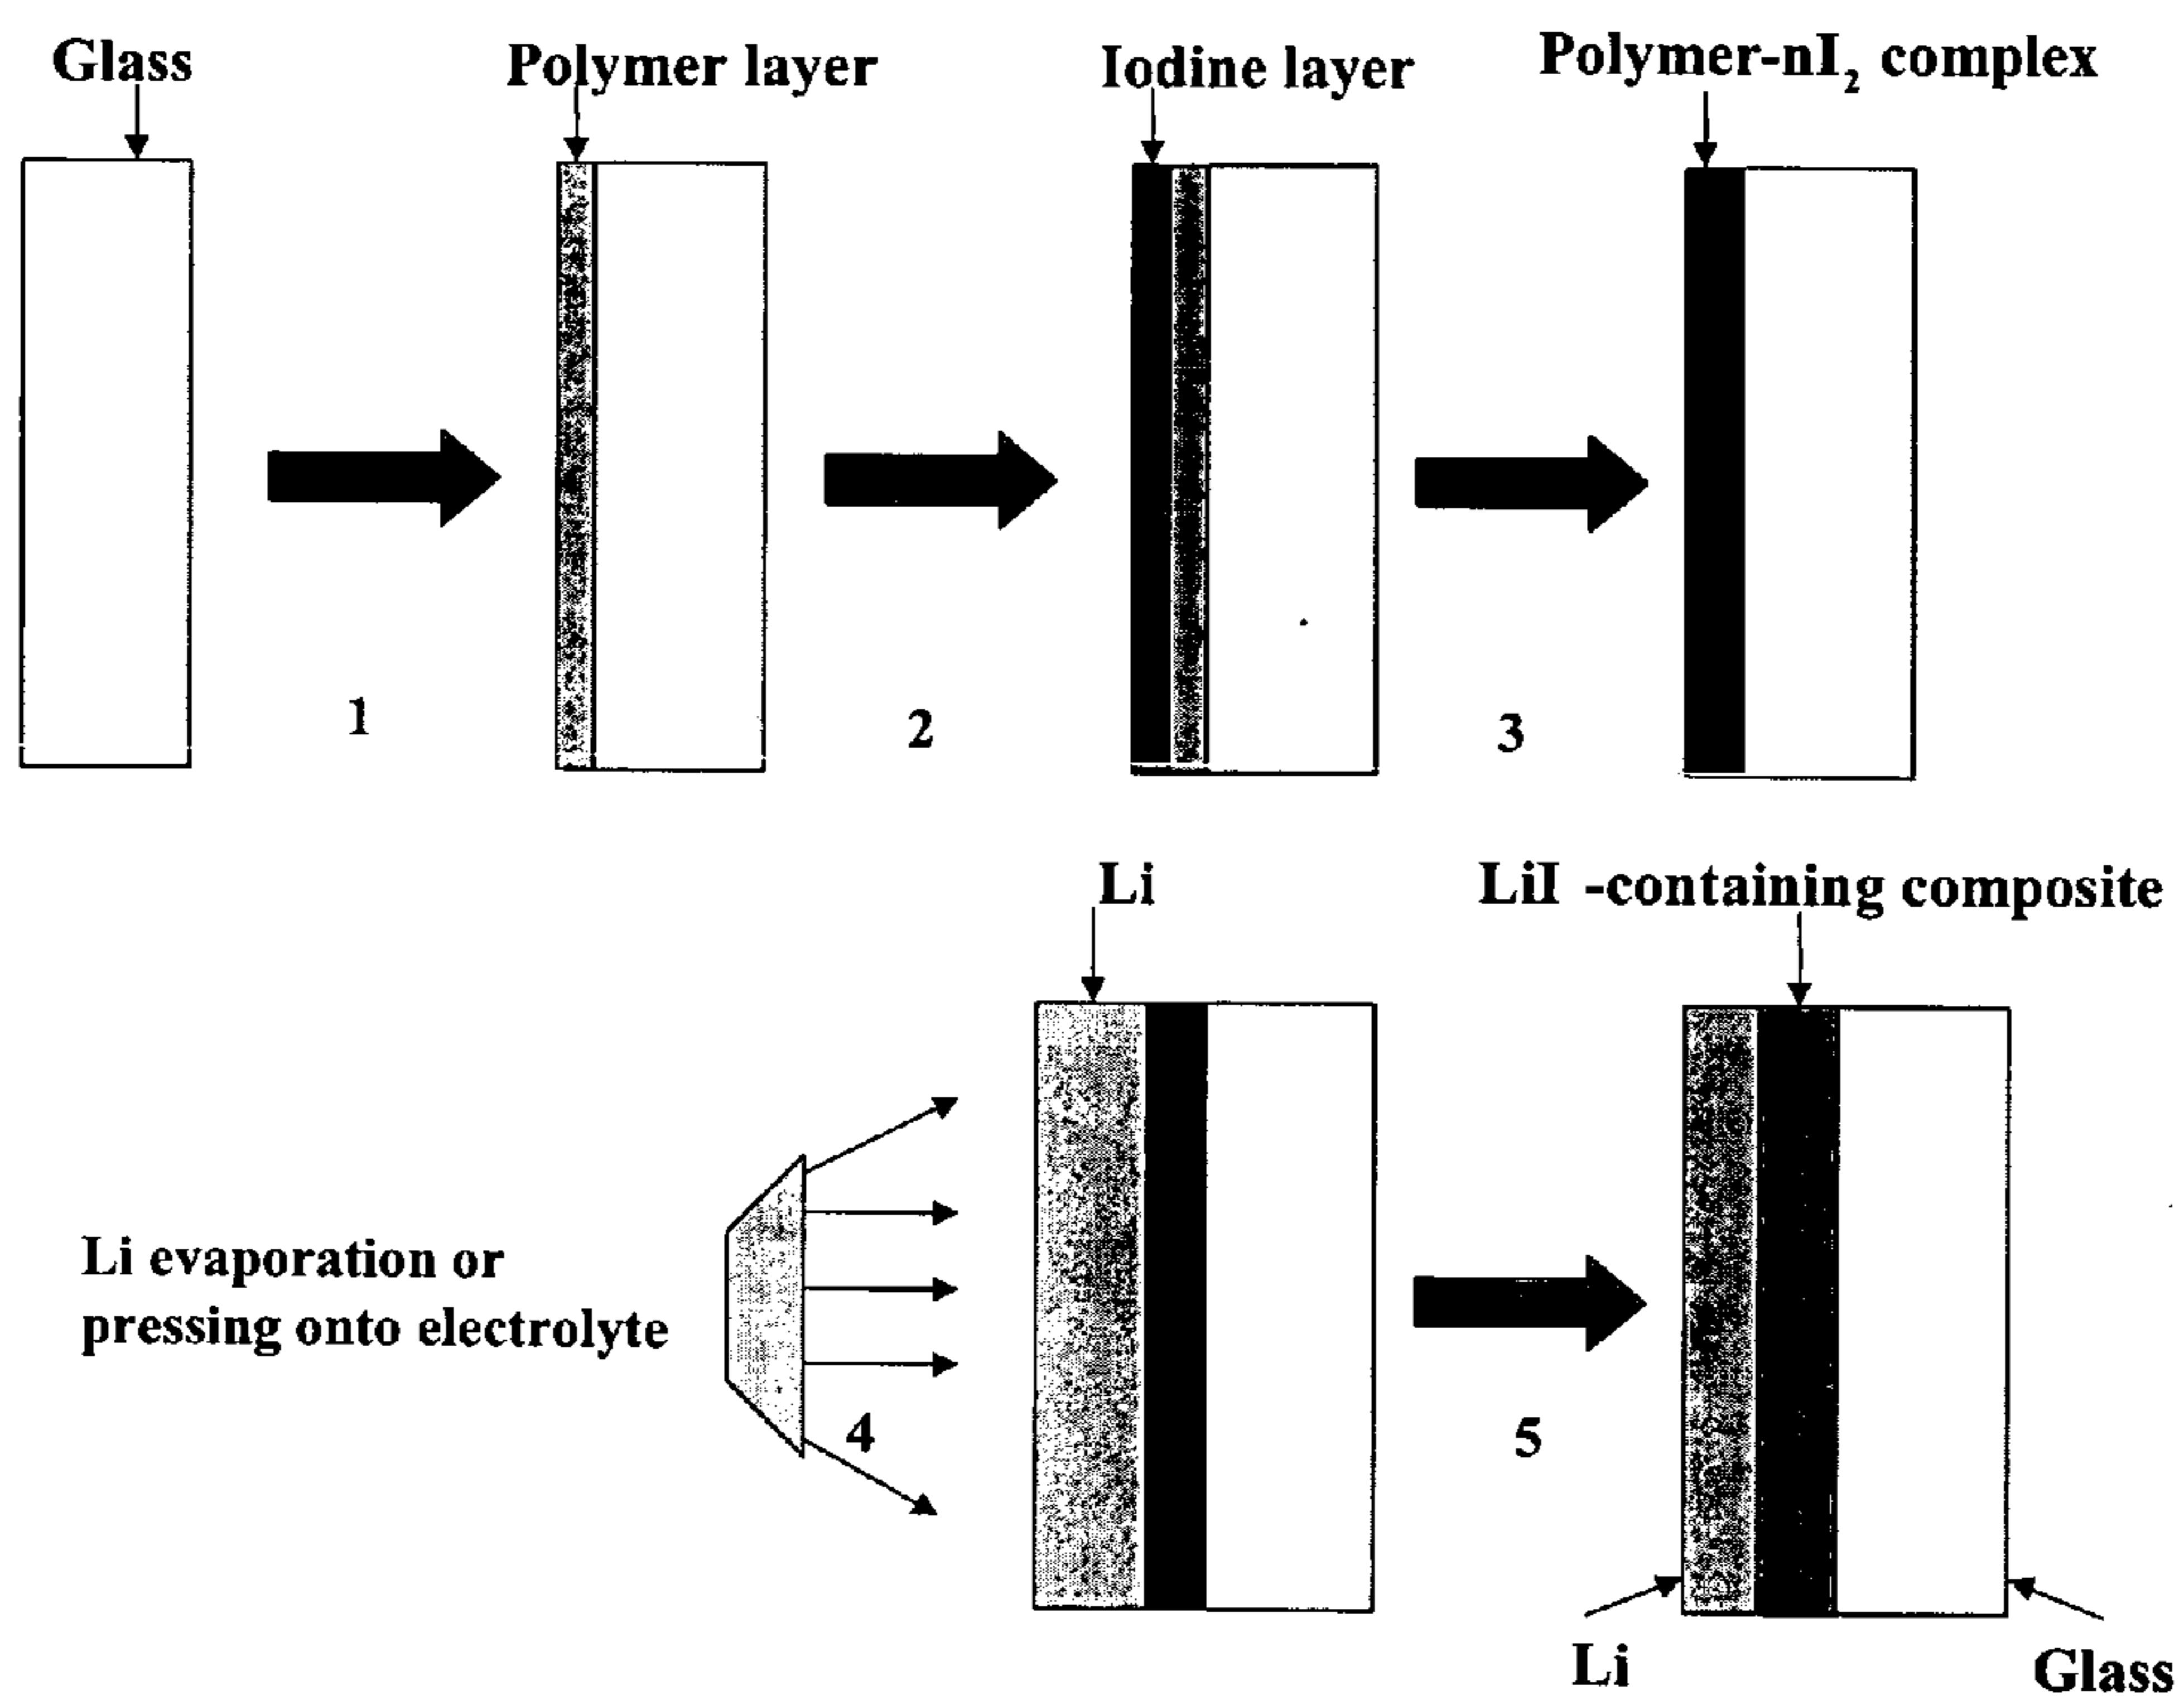 Glass
Polymer layer
Iodine layer
Polymer-nI₂ complex
1
2
3
Li
LiI -containing composite
Li evaporation or
pressing onto electrolyte
4
5
Li
Glass